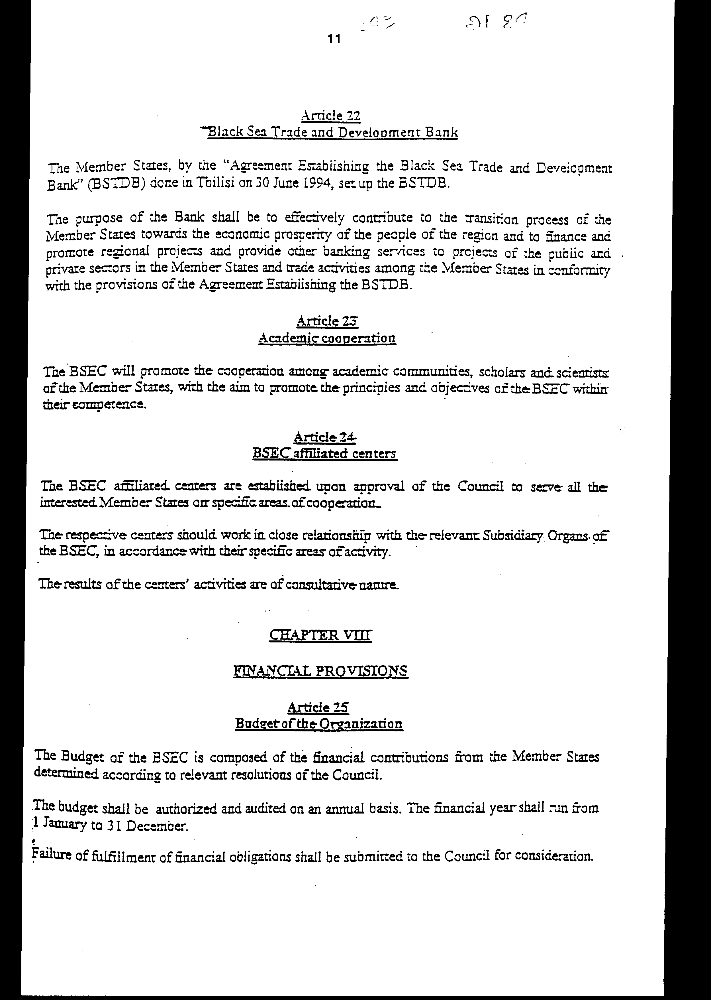 11
Article 22
Black Sea Trade and Development Bank
The Member States, by the “Agreement Establishing the Black Sea Trade and Development
Bank” (BSTDB) done in Tbilisi on 30 June 1994, set up the BSTDB.
The purpose of the Bank shall be to effectively contribute to the transition process of the
Member States towards the economic prosperity of the people of the region and to finance and
promote regional projects and provide other banking services to projects of the public and
private sectors in the Member States and trade activities among the Member States in conformity
with the provisions of the Agreement Establishing the BSTDB.
Article 23
Academic cooperation
The BSEC will promote the cooperation among academic communities, scholars and scientists
of the Member States, with the aim to promote the principles and objectives of the BSEC within
their competence.
Article 24
BSEC affiliated centers
The BSEC affiliated centers are established upon approval of the Council to serve all the
interested Member States on specific areas of cooperation.
The respective centers should work in close relationship with the relevant Subsidiary Organs of
the BSEC, in accordance with their specific areas of activity.
The results of the centers’ activities are of consultative nature.
CHAPTER VIII
FINANCIAL PROVISIONS
Article 25
Budget of the Organization
The Budget of the BSEC is composed of the financial contributions from the Member States
determined according to relevant resolutions of the Council.
The budget shall be authorized and audited on an annual basis. The financial year shall run from
1 January to 31 December.
Failure of fulfillment of financial obligations shall be submitted to the Council for consideration.